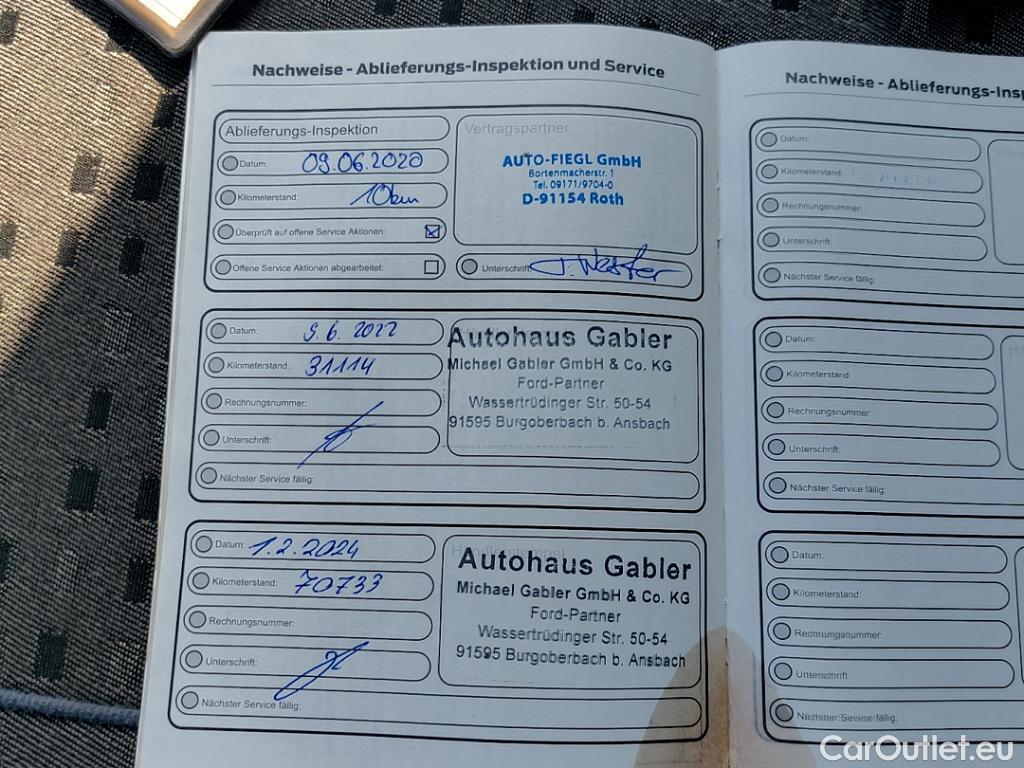 Nachweise - Ablieferungs-Inspektion und Service
Ablieferungs-Inspektion
Datum: 09.06.2020
Kilometerstand: 10km
Überprüft auf offene Service Aktionen:
Offene Service Aktionen abgearbeitet:
Vertragspartner
AUTO-FIEGL GmbH
Bortenmacherstr. 1
Tel. 09171/9704-0
D-91154 Roth
Unterschrift:
Datum: 9.6.2022
Kilometerstand: 31114
Rechnungsnummer:
Unterschrift:
Nächster Service fällig:
Autohaus Gabler
Michael Gabler GmbH & Co. KG
Ford-Partner
Wassertrüdinger Str. 50-54
91595 Burgoberbach b. Ansbach
Datum: 1.2.2024
Kilometerstand: 70733
Rechnungsnummer:
Unterschrift:
Nächster Service fällig:
Händlerstempel
Autohaus Gabler
Michael Gabler GmbH & Co. KG
Ford-Partner
Wassertrüdinger Str. 50-54
91595 Burgoberbach b. Ansbach
Nachweise - Ablieferungs-Insp
Datum:
Kilometerstand:
Rechnungsnummer:
Unterschrift:
Nächster Service fällig:
Datum:
Kilometerstand:
Rechnungsnummer:
Unterschrift:
Nächster Service fällig:
Datum:
Kilometerstand:
Rechnungsnummer:
Unterschrift:
Nächster Service fällig:
CarOutlet.eu